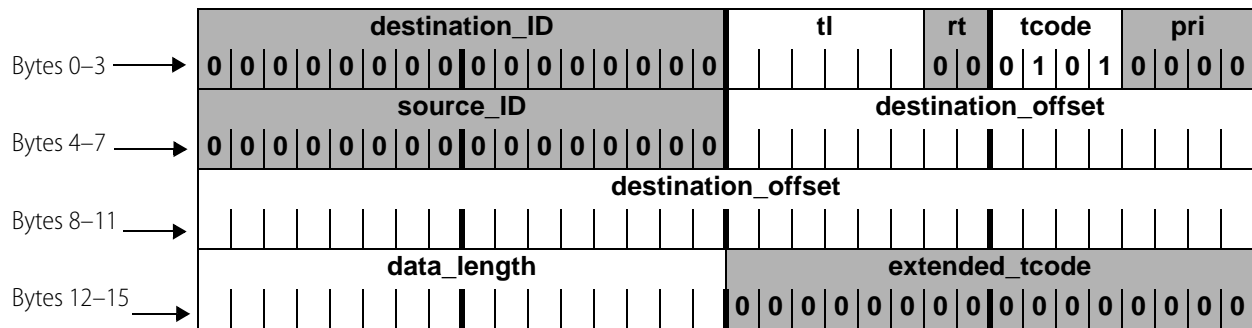 destination_ID tl rt tcode pri
Bytes 0–3 0 0 0 0 0 0 0 0 0 0 0 0 0 0 0 0 0 0 0 1 0 1 0 0 0 0
source_ID destination_offset
Bytes 4–7 0 0 0 0 0 0 0 0 0 0 0 0 0 0 0 0
destination_offset
Bytes 8–11
data_length extended_tcode
Bytes 12–15 0 0 0 0 0 0 0 0 0 0 0 0 0 0 0 0